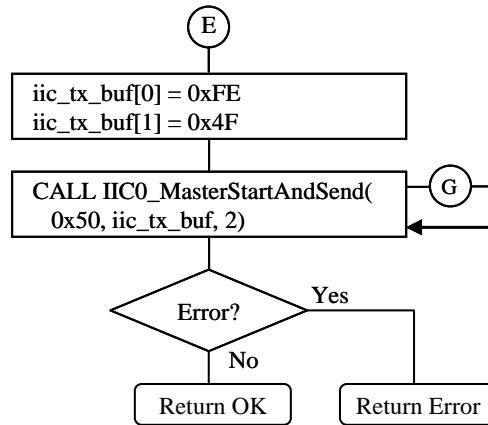 E
iic_tx_buf[0] = 0xFE
iic_tx_buf[1] = 0x4F
CALL IIC0_MasterStartAndSend(
0x50, iic_tx_buf, 2)
G
Error?
Yes
No
Return OK
Return Error